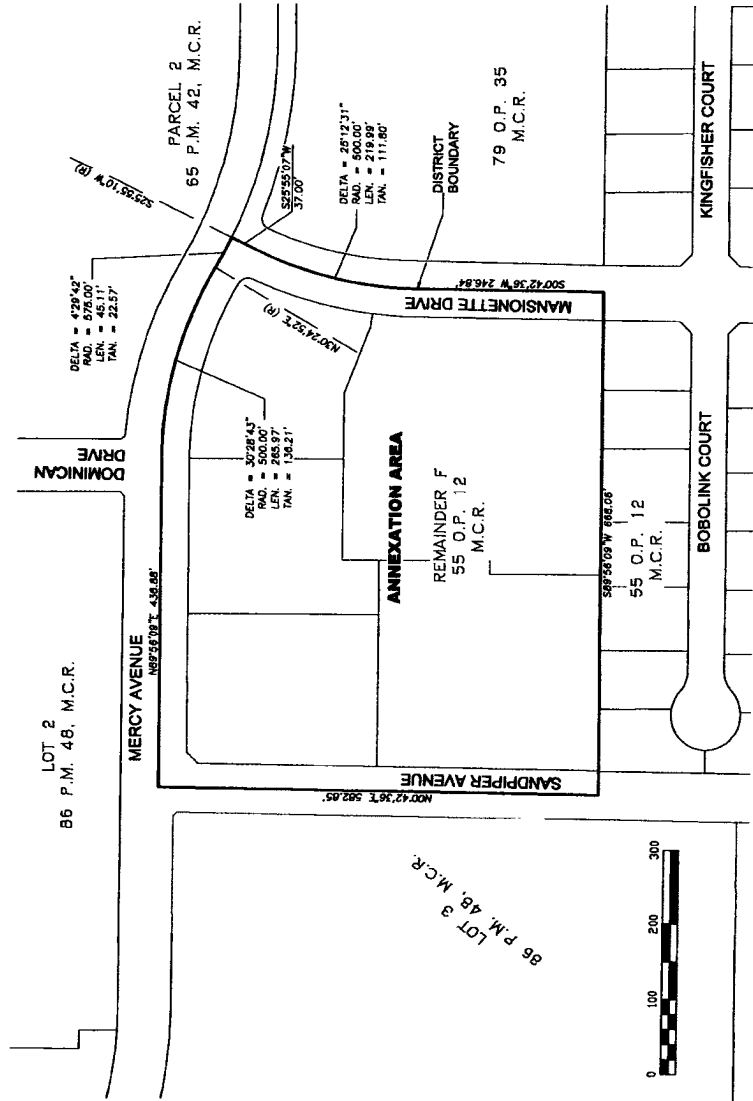 LOT 2
86 P.M. 48, M.C.R.
DOMINICAN
DRIVE
DELTA = 4°29'42"
RAD. = 575.00'
LEN. = 45.11'
TAN. = 22.57'
S25°55'10"W (R)
PARCEL 2
65 P.M. 42, M.C.R.
MERCY AVENUE
N89°56'09"E 436.88'
DELTA = 30°28'43"
RAD. = 500.00'
LEN. = 265.97'
TAN. = 136.21'
N30°24'52"E (R)
S25°55'07"W
37.00'
DELTA = 25°12'31"
RAD. = 500.00'
LEN. = 219.99'
TAN. = 111.80'
DISTRICT
BOUNDARY
79 O.P. 35
M.C.R.
MANSIONETTE DRIVE
S00°42'36"W 246.84'
ANNEXATION AREA
REMAINDER F
55 O.P. 12
M.C.R.
SANDPIPER AVENUE
N00°42'36"E 582.85'
LOT 3
86 P.M. 48, M.C.R.
S89°56'09"W 668.06'
55 O.P. 12
M.C.R.
BOBOLINK COURT
KINGFISHER COURT
0 100 200 300